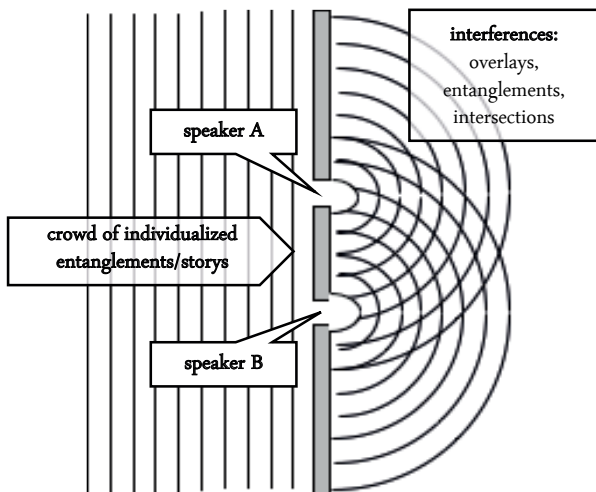 interferences:
overlays,
entanglements,
intersections
speaker A
crowd of individualized
entanglements/storys
speaker B